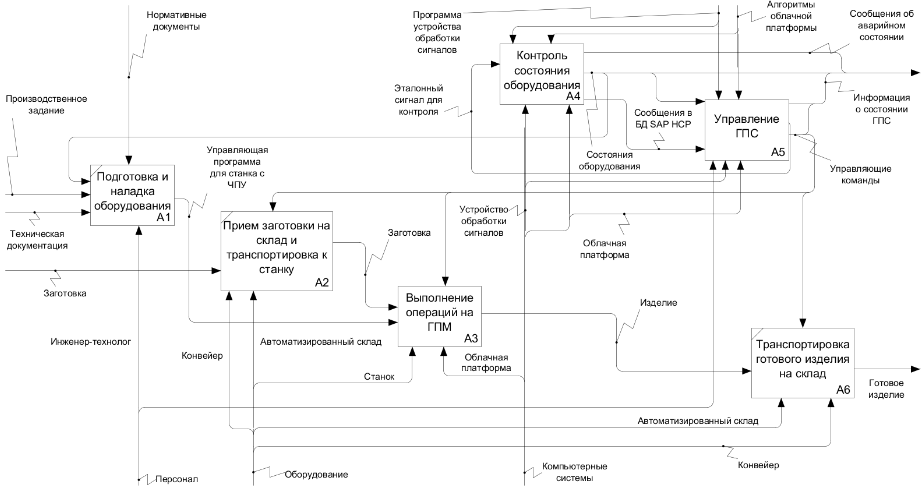 Нормативные
документы
Программа
устройства
обработки
сигналов
Алгоритмы
облачной
платформы
Сообщения об
аварийном
состоянии
Контроль
состояния
оборудования
A4
Эталонный
сигнал для
контроля
Производственное
задание
Информация
о состоянии
ГПС
Сообщения в
БД SAP HCP
Управление
ГПС
A5
Управляющая
программа
для станка с
ЧПУ
Состояния
оборудования
Управляющие
команды
Подготовка и
наладка
оборудования
A1
Техническая
документация
Устройство
обработки
сигналов
Облачная
платформа
Прием заготовки на
склад и
транспортировка к
станку
A2
Заготовка
Заготовка
Выполнение
операций на
ГПМ
A3
Изделие
Инженер-технолог
Конвейер
Автоматизированный склад
Станок
Облачная
платформа
Транспортировка
готового изделия
на склад
A6
Готовое
изделие
Автоматизированный склад
Конвейер
Персонал
Оборудование
Компьютерные
системы